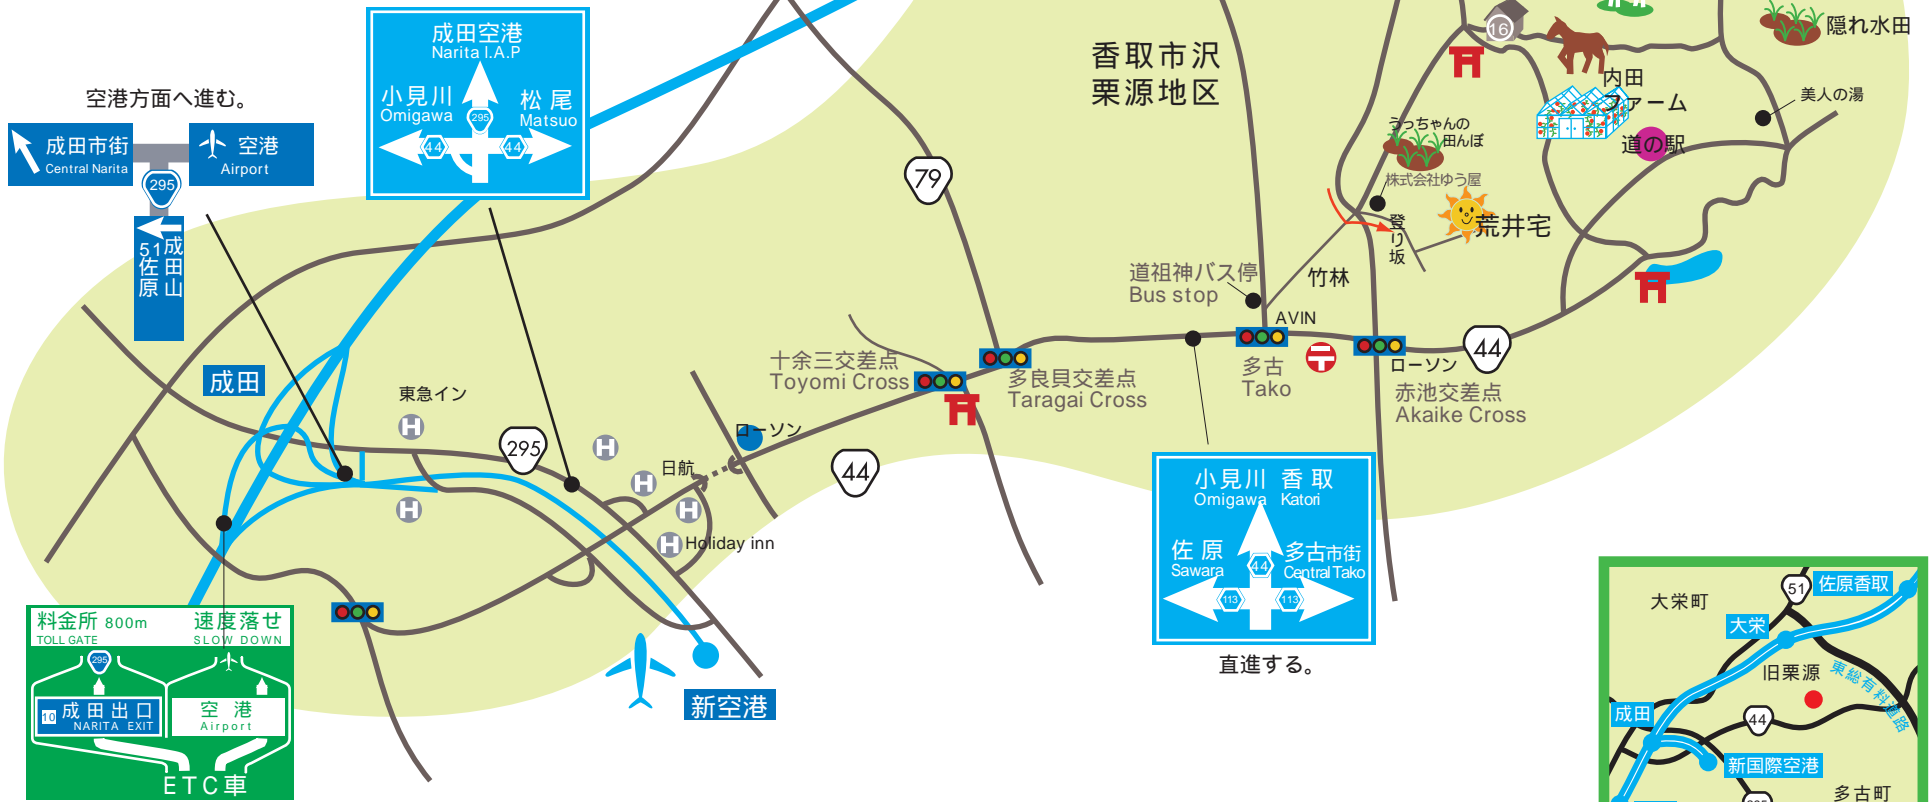 成田空港
Narita I.A.P
小見川
Omigawa
松尾
Matsuo
295
44
44
空港方面へ進む。
成田市街
Central Narita
空港
Airport
295
成田山
51佐原
成田
東急イン
295
日航
Holiday inn
ローソン
44
十余三交差点
Toyomi Cross
79
多良貝交差点
Taragai Cross
香取市沢
栗源地区
16
隠れ水田
内田
ファーム
道の駅
美人の湯
うっちゃんの
田んぼ
株式会社ゆう屋
荒井宅
登り坂
竹林
道祖神バス停
Bus stop
AVIN
多古
Tako
ローソン
赤池交差点
Akaike Cross
44
小見川 香取
Omigawa Katori
佐原
Sawara
多古市街
Central Tako
44
113
113
直進する。
料金所 800m
TOLL GATE
速度落せ
SLOW DOWN
295
10 成田出口
NARITA EXIT
空港
Airport
ETC車
新空港
51
佐原香取
大栄町
大栄
旧栗源
東総有料道路
成田
44
新国際空港
多古町